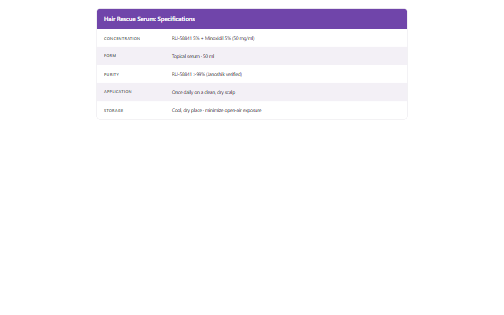 Hair Rescue Serum: Specifications
CONCENTRATION RU-58841 5% + Minoxidil 5% (50 mg/ml)
FORM Topical serum · 50 ml
PURITY RU-58841 >99% (Janoshik verified)
APPLICATION Once daily on a clean, dry scalp
STORAGE Cool, dry place · minimize open-air exposure